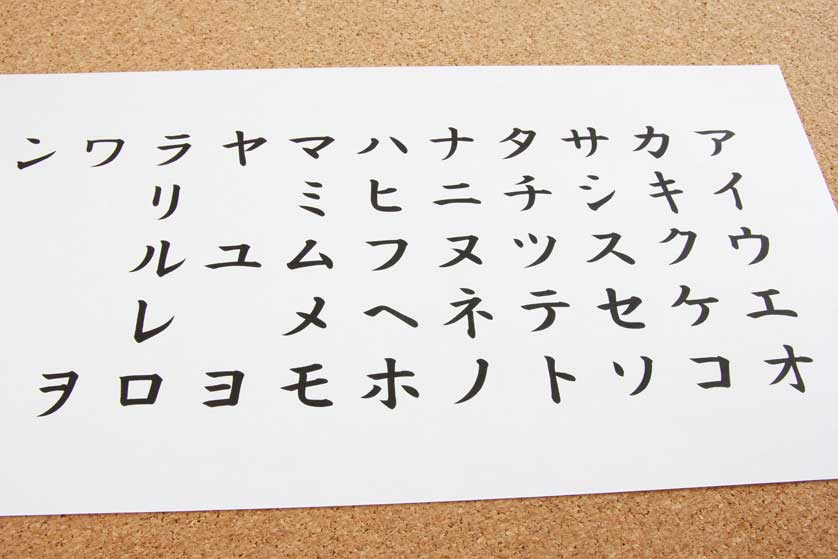 アイウエオ
カキクケコ
サシスセソ
タチツテト
ナニヌネノ
ハヒフヘホ
マミムメモ
ヤユヨ
ラリルレロ
ワヲ
ン